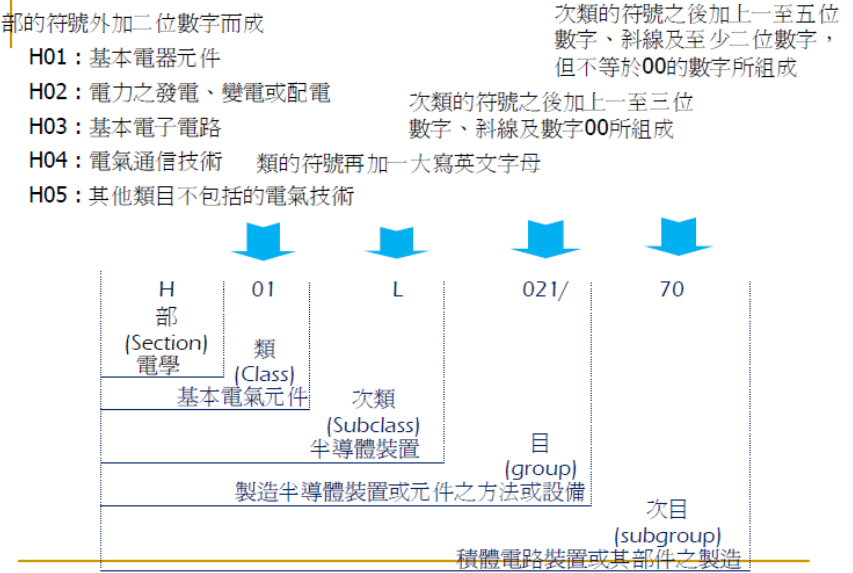 部的符號外加二位數字而成
H01：基本電器元件
H02：電力之發電、變電或配電
H03：基本電子電路
H04：電氣通信技術
H05：其他類目不包括的電氣技術
類的符號再加一大寫英文字母
次類的符號之後加上一至三位
數字、斜線及數字00所組成
次類的符號之後加上一至五位
數字、斜線及至少二位數字，
但不等於00的數字所組成
H 01 L 021/ 70
部
(Section)
電學
類
(Class)
基本電氣元件
次類
(Subclass)
半導體裝置
目
(group)
製造半導體裝置或元件之方法或設備
次目
(subgroup)
積體電路裝置或其部件之製造